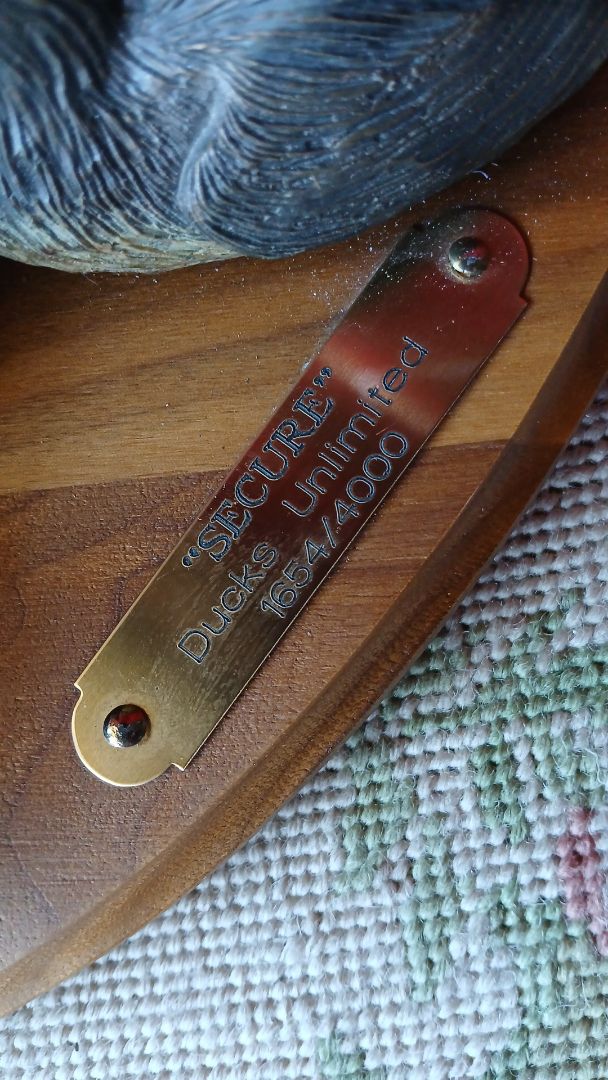 “SECURE”
Ducks Unlimited
1654/4000